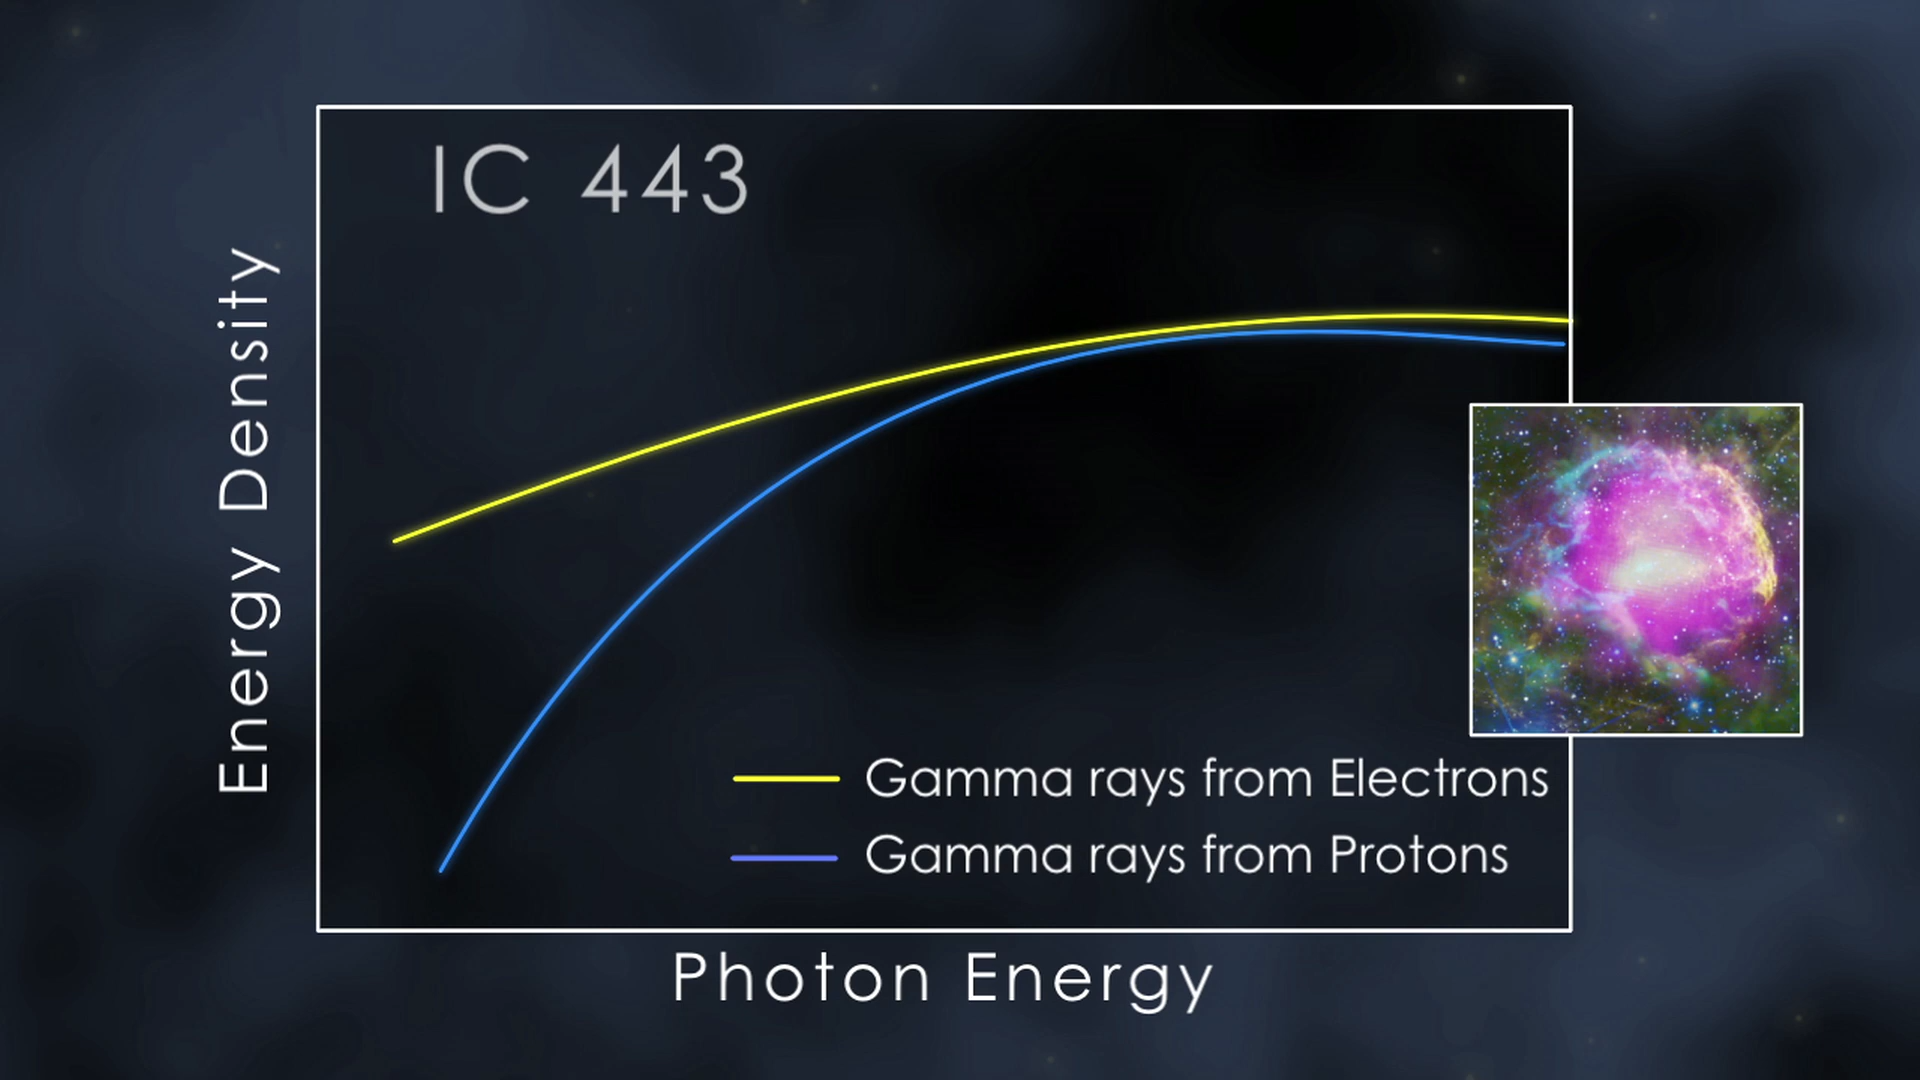 IC 443
Energy Density
Gamma rays from Electrons
Gamma rays from Protons
Photon Energy